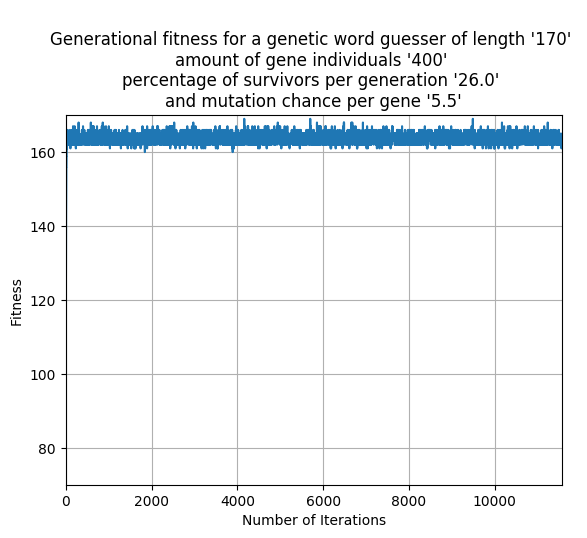 Generational fitness for a genetic word guesser of length '170'
amount of gene individuals '400'
percentage of survivors per generation '26.0'
and mutation chance per gene '5.5'
160
140
120
100
80
Fitness
0 2000 4000 6000 8000 10000
Number of Iterations